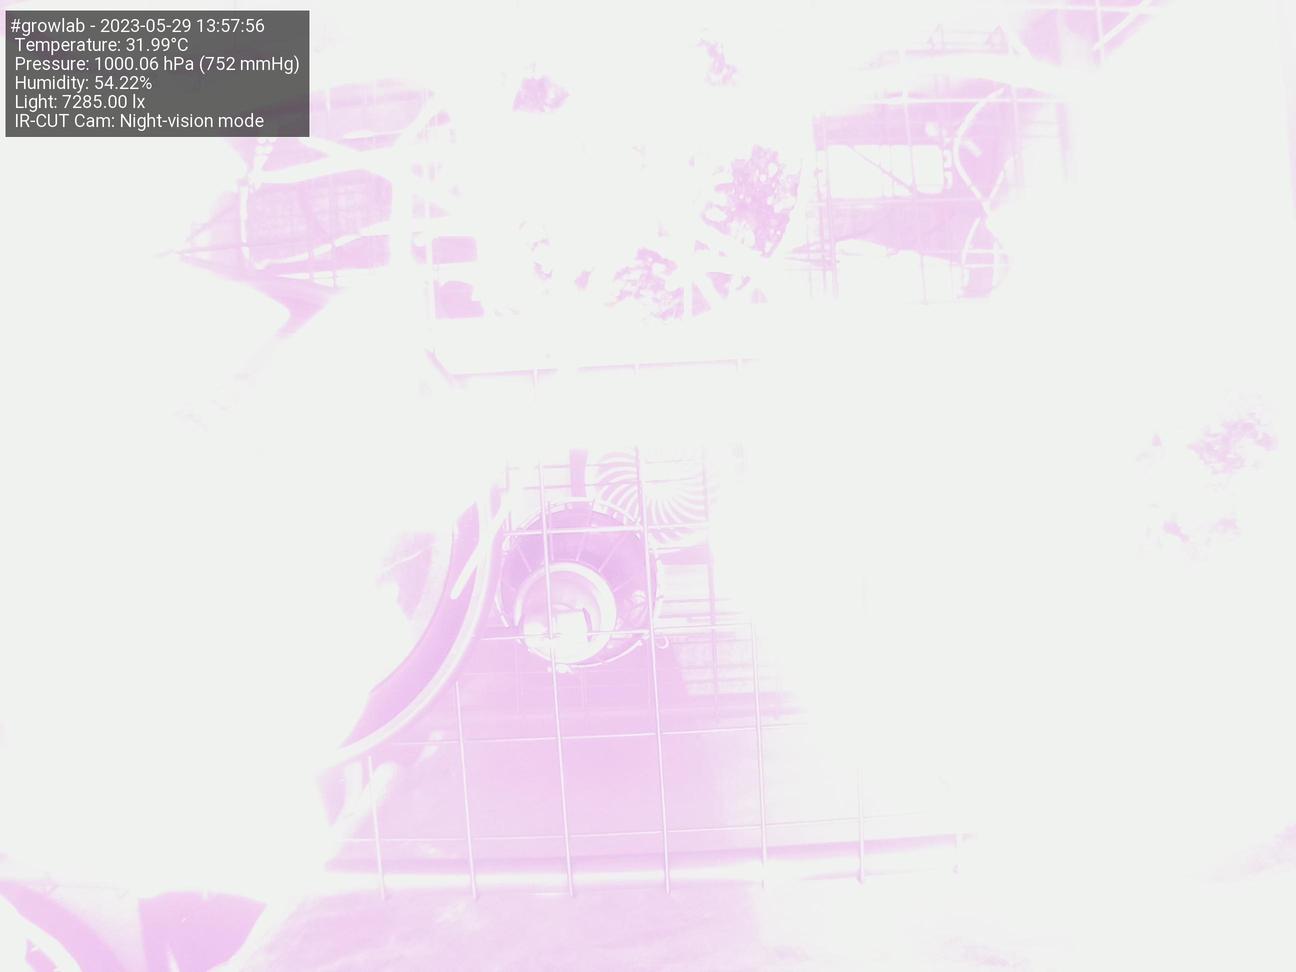 #growlab - 2023-05-29 13:57:56
Temperature: 31.99°C
Pressure: 1000.06 hPa (752 mmHg)
Humidity: 54.22%
Light: 7285.00 lx
IR-CUT Cam: Night-vision mode